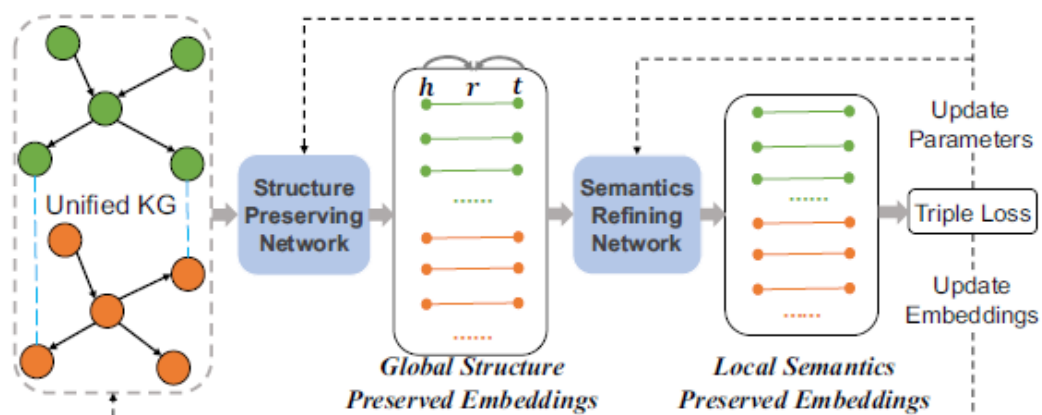 Unified KG
Structure
Preserving
Network
h r t
......
......
Global Structure
Preserved Embeddings
Semantics
Refining
Network
......
......
Local Semantics
Preserved Embeddings
Update
Parameters
Triple Loss
Update
Embeddings